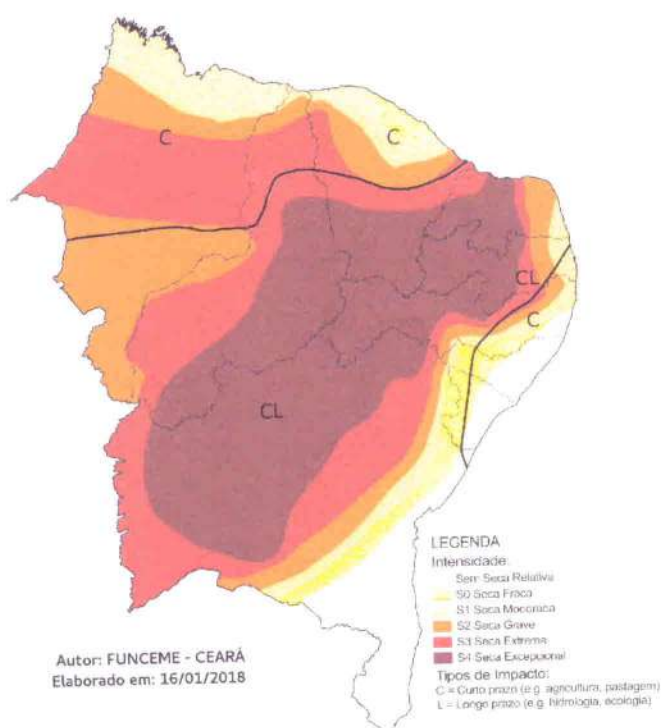 C
C
CL
C
CL
LEGENDA
Intensidade:
Sem Seca Relativa
S0 Seca Fraca
S1 Seca Moderada
S2 Seca Grave
S3 Seca Extrema
S4 Seca Excepcional
Tipos de Impacto:
C = Curto prazo (e.g. agricultura, pastagem)
L = Longo prazo (e.g. hidrologia, ecologia)
Autor: FUNCEME - CEARÁ
Elaborado em: 16/01/2018